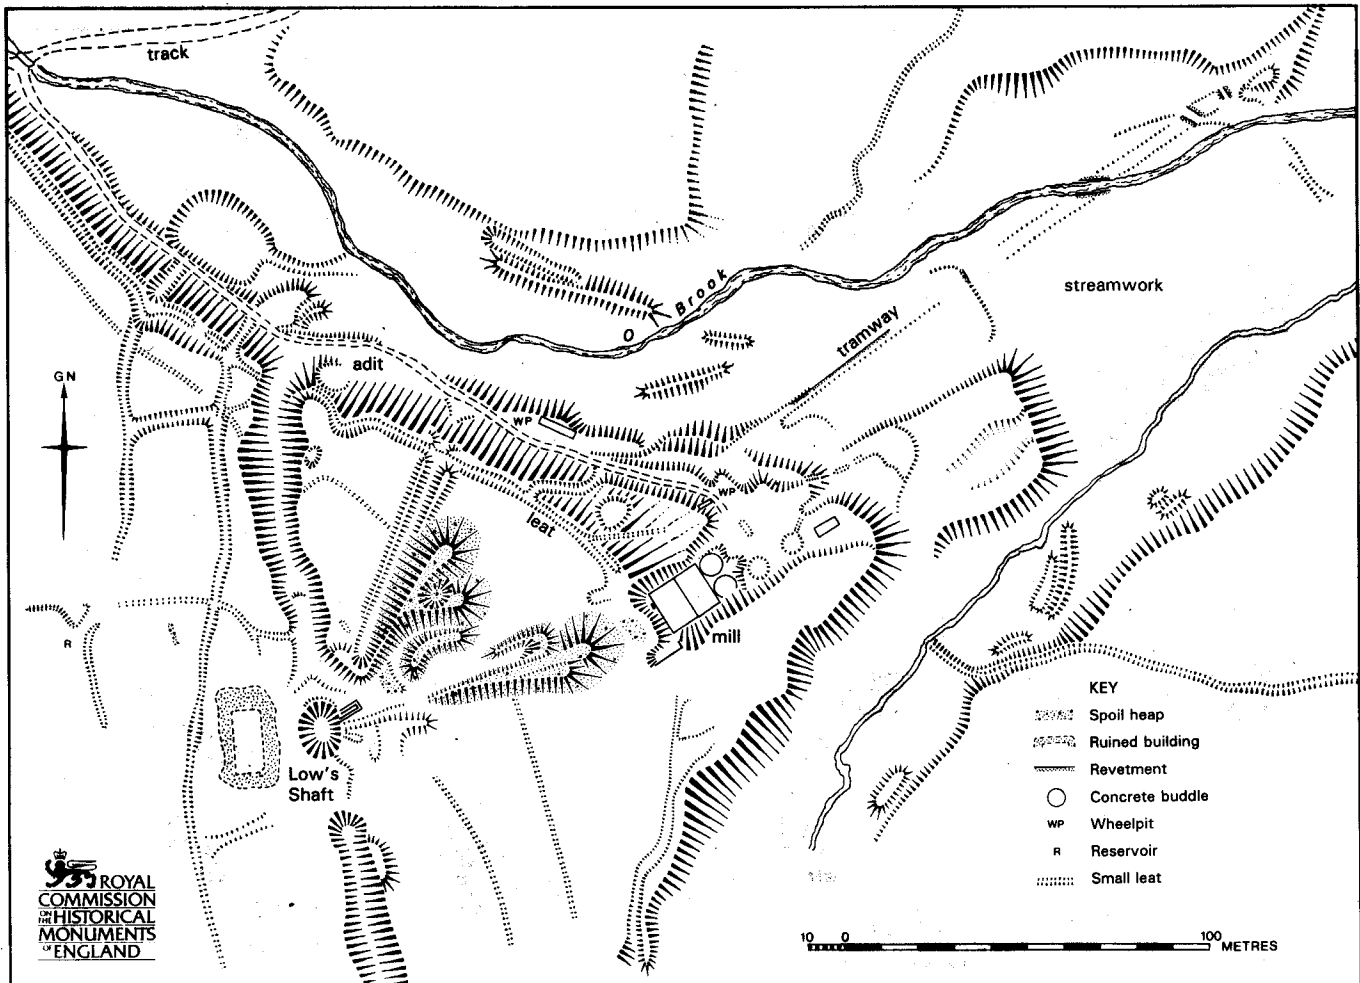 track
GN
adit
WP
O Brook
tramway
streamwork
leat
WP
mill
R
Low's
Shaft
KEY
Spoil heap
Ruined building
Revetment
Concrete buddle
WP Wheelpit
R Reservoir
Small leat
10 0 100 METRES
ROYAL
COMMISSION
ON THE HISTORICAL
MONUMENTS
OF ENGLAND